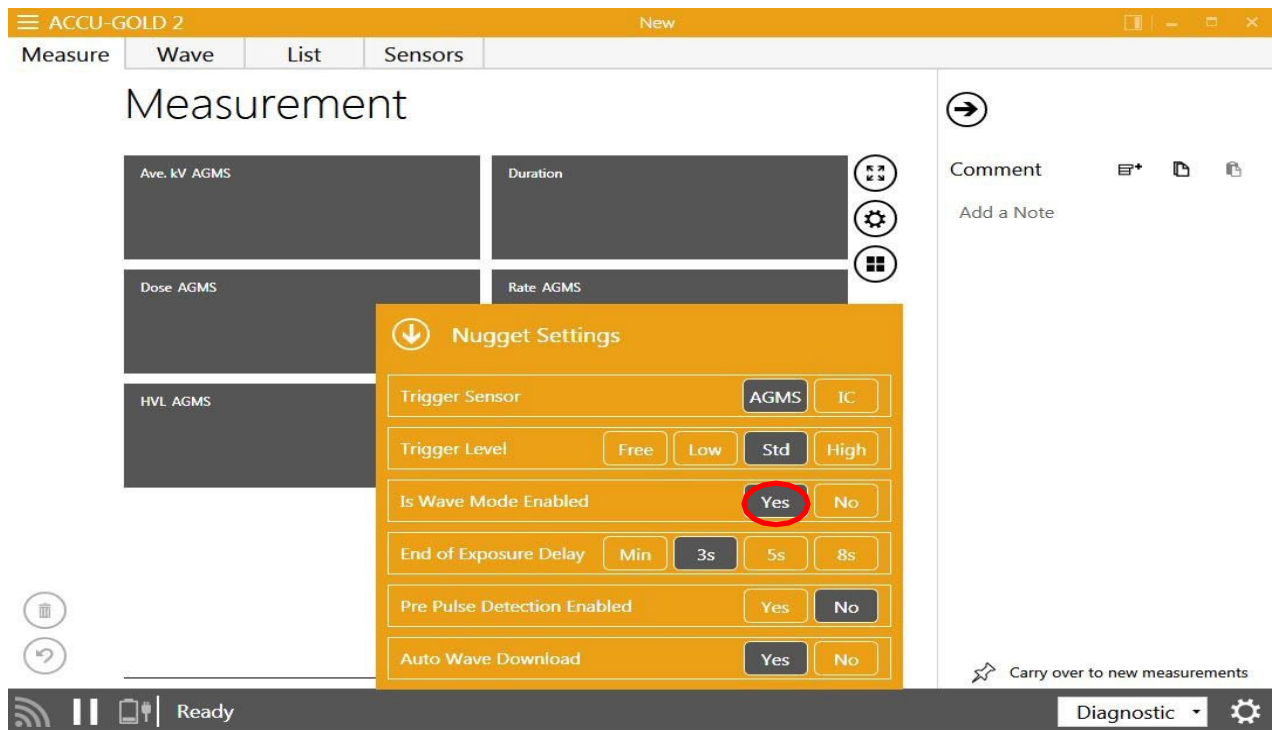 ACCU-GOLD 2
New
Measure Wave List Sensors
Measurement
Ave. kV AGMS
Duration
Dose AGMS
Rate AGMS
HVL AGMS
Nugget Settings
Trigger Sensor AGMS IC
Trigger Level Free Low Std High
Is Wave Mode Enabled Yes No
End of Exposure Delay Min 3s 5s 8s
Pre Pulse Detection Enabled Yes No
Auto Wave Download Yes No
Comment
Add a Note
Carry over to new measurements
Ready
Diagnostic